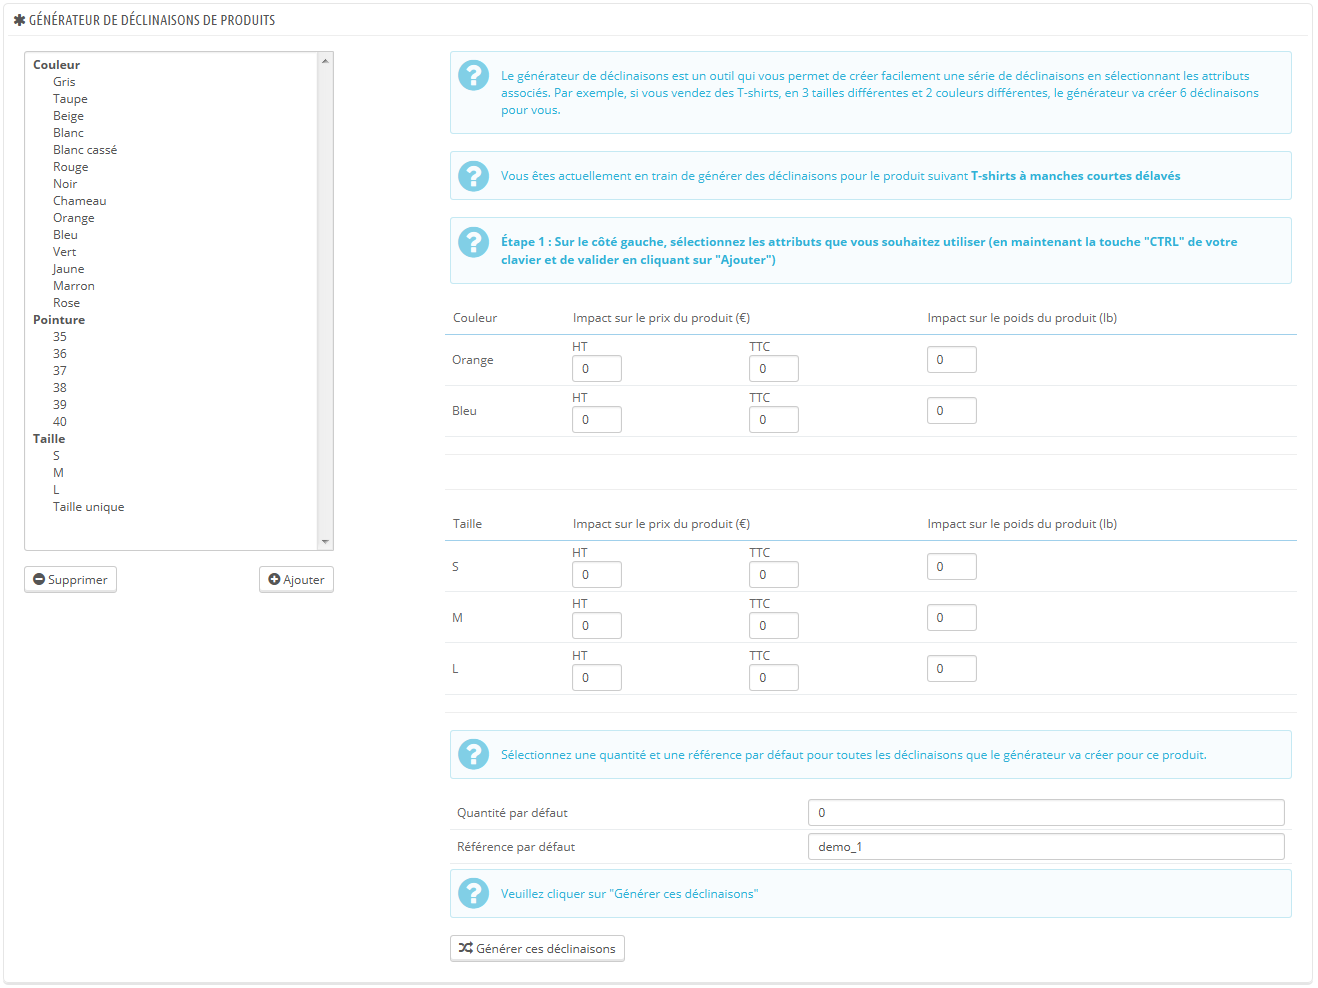 GÉNÉRATEUR DE DÉCLINAISONS DE PRODUITS
Couleur
Gris
Taupe
Beige
Blanc
Blanc cassé
Rouge
Noir
Chameau
Orange
Bleu
Vert
Jaune
Marron
Rose
Pointure
35
36
37
38
39
40
Taille
S
M
L
Taille unique
Supprimer
Ajouter
Le générateur de déclinaisons est un outil qui vous permet de créer facilement une série de déclinaisons en sélectionnant les attributs
associés. Par exemple, si vous vendez des T-shirts, en 3 tailles différentes et 2 couleurs différentes, le générateur va créer 6 déclinaisons
pour vous.
Vous êtes actuellement en train de générer des déclinaisons pour le produit suivant T-shirts à manches courtes délavés
Étape 1 : Sur le côté gauche, sélectionnez les attributs que vous souhaitez utiliser (en maintenant la touche "CTRL" de votre
clavier et de valider en cliquant sur "Ajouter")
Couleur Impact sur le prix du produit (€) Impact sur le poids du produit (lb)
HT TTC
Orange 0 0 0
HT TTC
Bleu 0 0 0
Taille Impact sur le prix du produit (€) Impact sur le poids du produit (lb)
HT TTC
S 0 0 0
HT TTC
M 0 0 0
HT TTC
L 0 0 0
Sélectionnez une quantité et une référence par défaut pour toutes les déclinaisons que le générateur va créer pour ce produit.
Quantité par défaut 0
Référence par défaut demo_1
Veuillez cliquer sur "Générer ces déclinaisons"
Générer ces déclinaisons